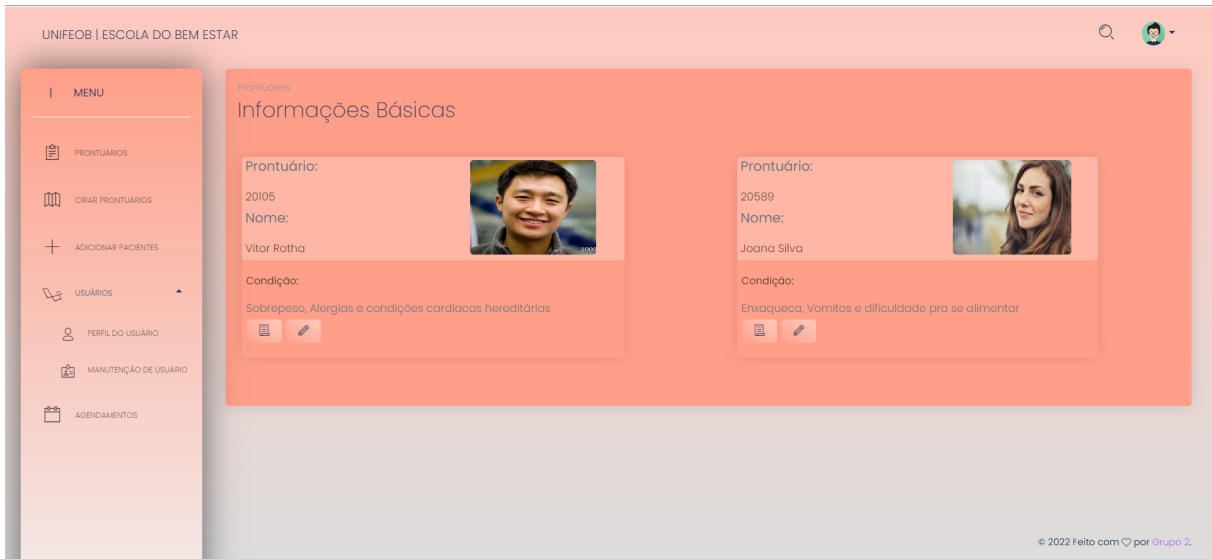 UNIFEOB | ESCOLA DO BEM ESTAR
| MENU
PRONTUÁRIOS
CRIAR PRONTUÁRIOS
ADICIONAR PACIENTES
USUÁRIOS
PERFIL DO USUÁRIO
MANUTENÇÃO DE USUÁRIO
AGENDAMENTOS
Prontuários
Informações Básicas
Prontuário:
20105
Nome:
Vitor Rotha
Condição:
Sobrepeso, Alergias e condições cardíacas hereditárias
Prontuário:
20589
Nome:
Joana Silva
Condição:
Enxaqueca, Vomitos e dificuldade pra se alimentar
© 2022 Feito com ♡ por Grupo 2.